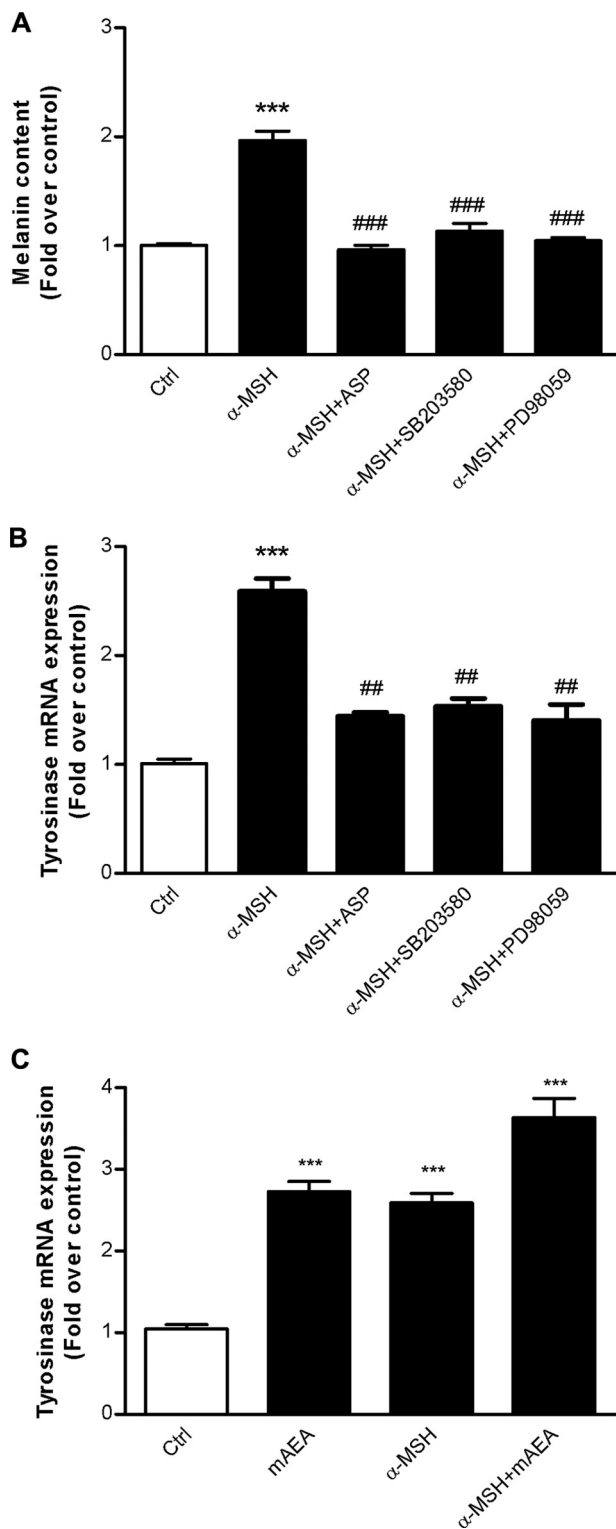 A
Melanin content
(Fold over control)
3
2
1
0
***
###
###
###
Ctrl
α-MSH
α-MSH+ASP
α-MSH+SB203580
α-MSH+PD98059
B
Tyrosinase mRNA expression
(Fold over control)
3
2
1
0
***
##
##
##
Ctrl
α-MSH
α-MSH+ASP
α-MSH+SB203580
α-MSH+PD98059
C
Tyrosinase mRNA expression
(Fold over control)
4
3
2
1
0
***
***
***
Ctrl
mAEA
α-MSH
α-MSH+mAEA